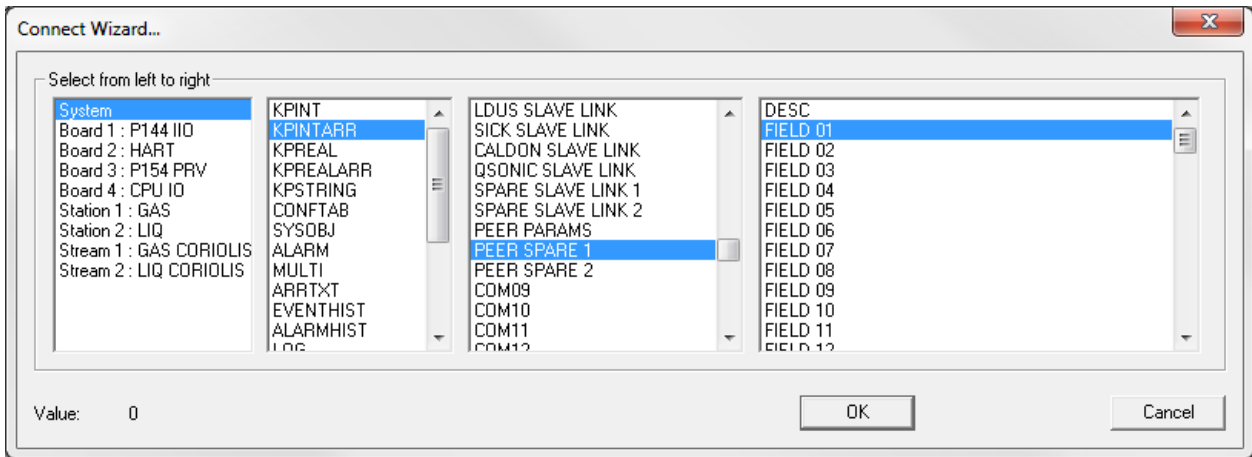 Connect Wizard...
Select from left to right
System
Board 1 : P144 IIO
Board 2 : HART
Board 3 : P154 PRV
Board 4 : CPU IO
Station 1 : GAS
Station 2 : LIQ
Stream 1 : GAS CORIOLIS
Stream 2 : LIQ CORIOLIS
KPINT
KPINTARR
KPREAL
KPREALARR
KPSTRING
CONFTAB
SYSOBJ
ALARM
MULTI
ARRTXT
EVENTHIST
ALARMHIST
LOG
LDUS SLAVE LINK
SICK SLAVE LINK
CALDON SLAVE LINK
QSONIC SLAVE LINK
SPARE SLAVE LINK 1
SPARE SLAVE LINK 2
PEER PARAMS
PEER SPARE 1
PEER SPARE 2
COM09
COM10
COM11
COM12
DESC
FIELD 01
FIELD 02
FIELD 03
FIELD 04
FIELD 05
FIELD 06
FIELD 07
FIELD 08
FIELD 09
FIELD 10
FIELD 11
FIELD 12
Value: 0
OK
Cancel